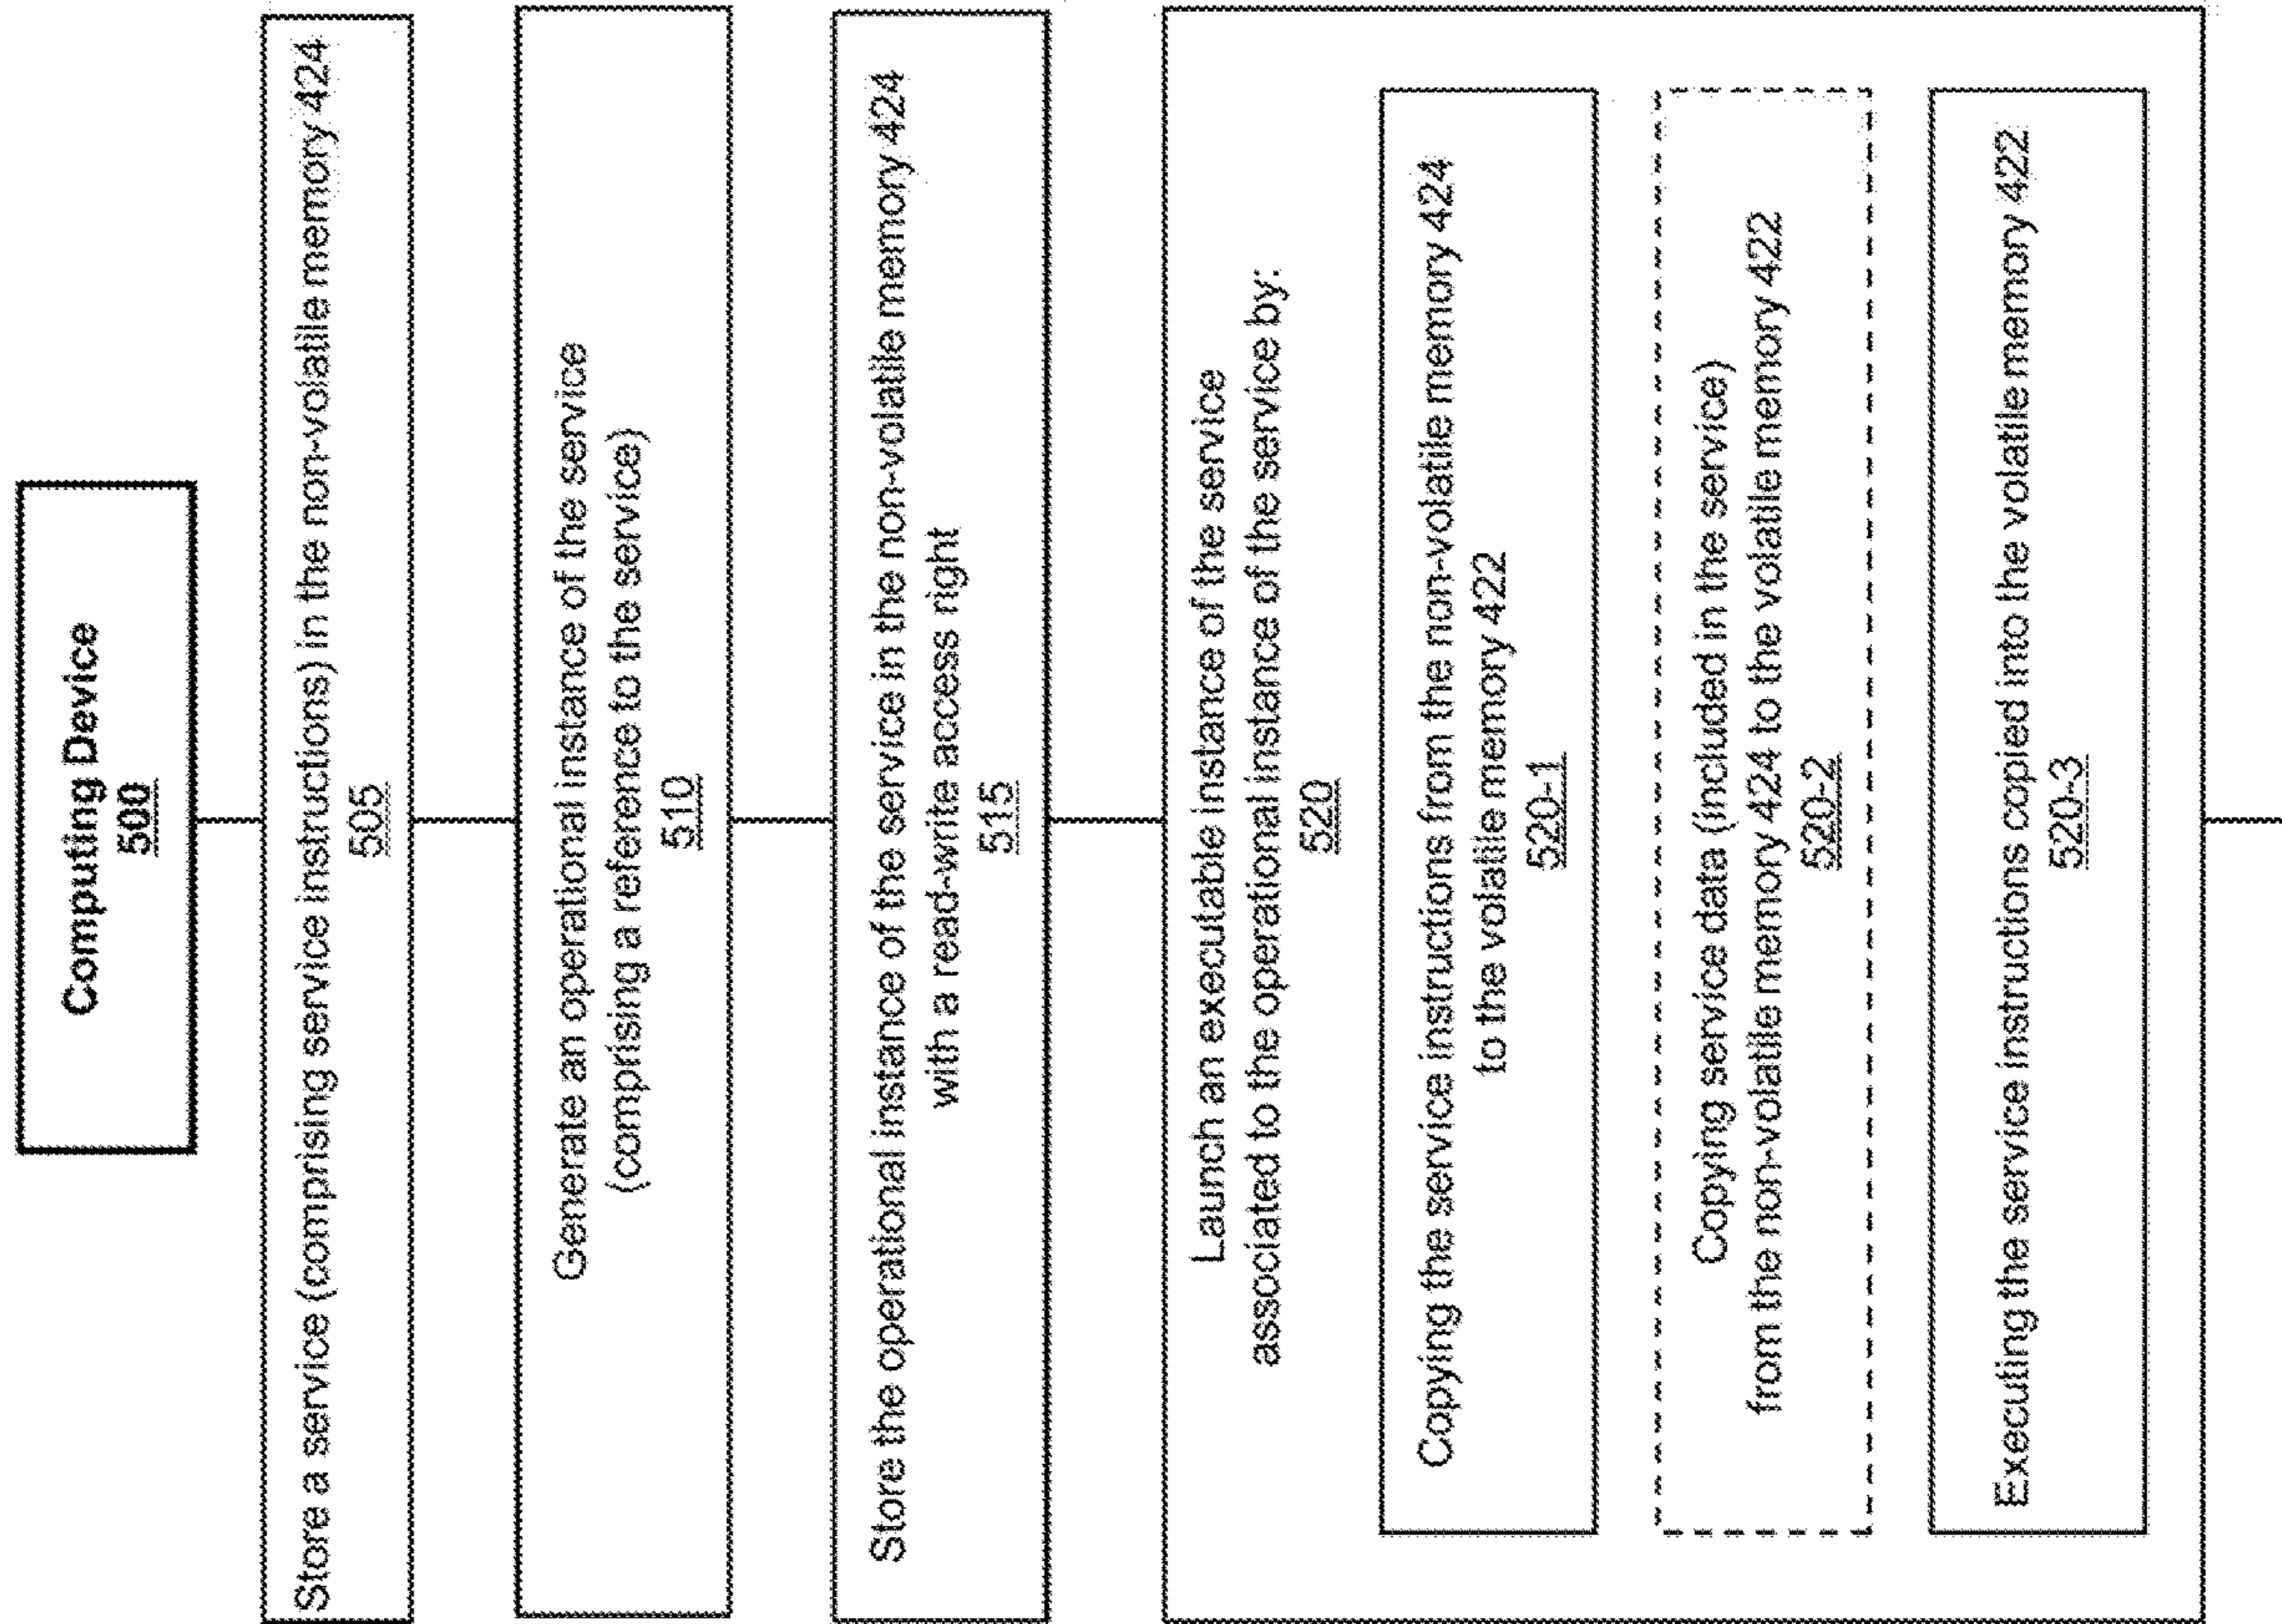 Computing Device
500
Store a service (comprising service instructions) in the non-volatile memory 424
505
Generate an operational instance of the service
(comprising a reference to the service)
510
Store the operational instance of the service in the non-volatile memory 424
with a read-write access right
515
Launch an executable instance of the service
associated to the operational instance of the service by:
520
Copying the service instructions from the non-volatile memory 424
to the volatile memory 422
520-1
Copying service data (included in the service)
from the non-volatile memory 424 to the volatile memory 422
520-2
Executing the service instructions copied into the volatile memory 422
520-3